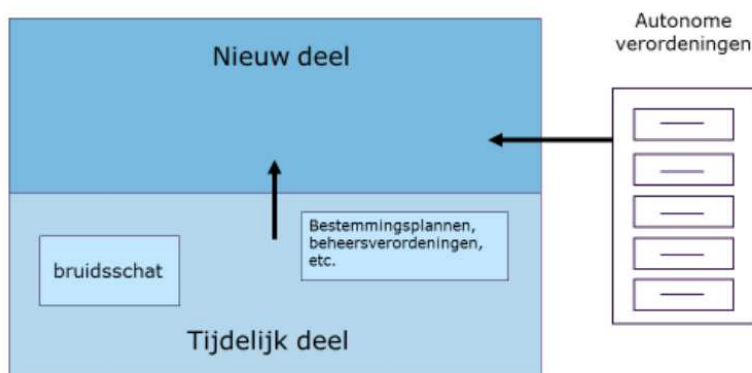 Nieuw deel
Autonome
verordeningen
Bestemmingsplannen,
beheersverordeningen,
etc.
bruidsschat
Tijdelijk deel